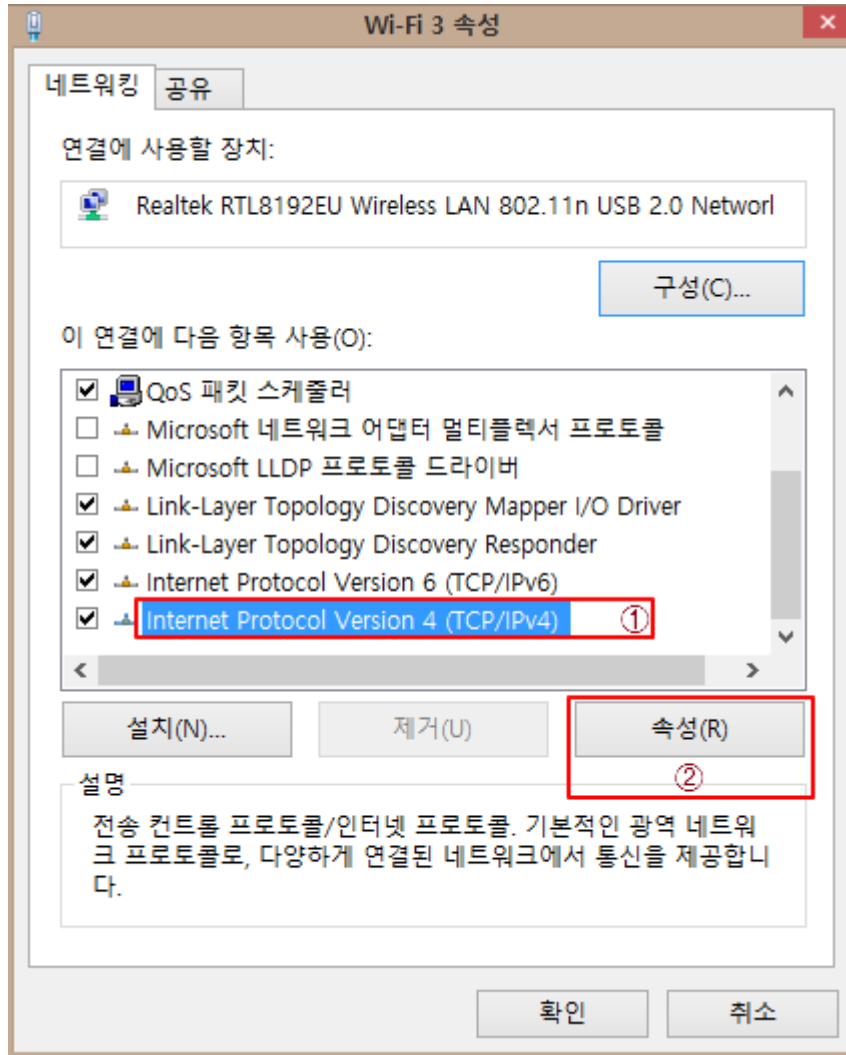 Wi-Fi 3 속성
네트워킹
공유
연결에 사용할 장치:
Realtek RTL8192EU Wireless LAN 802.11n USB 2.0 Networl
구성(C)...
이 연결에 다음 항목 사용(O):
QoS 패킷 스케줄러
Microsoft 네트워크 어댑터 멀티플렉서 프로토콜
Microsoft LLDP 프로토콜 드라이버
Link-Layer Topology Discovery Mapper I/O Driver
Link-Layer Topology Discovery Responder
Internet Protocol Version 6 (TCP/IPv6)
Internet Protocol Version 4 (TCP/IPv4) ①
설치(N)... 제거(U) 속성(R)
②
설명
전송 컨트롤 프로토콜/인터넷 프로토콜. 기본적인 광역 네트워
크 프로토콜로, 다양하게 연결된 네트워크에서 통신을 제공합니
다.
확인 취소